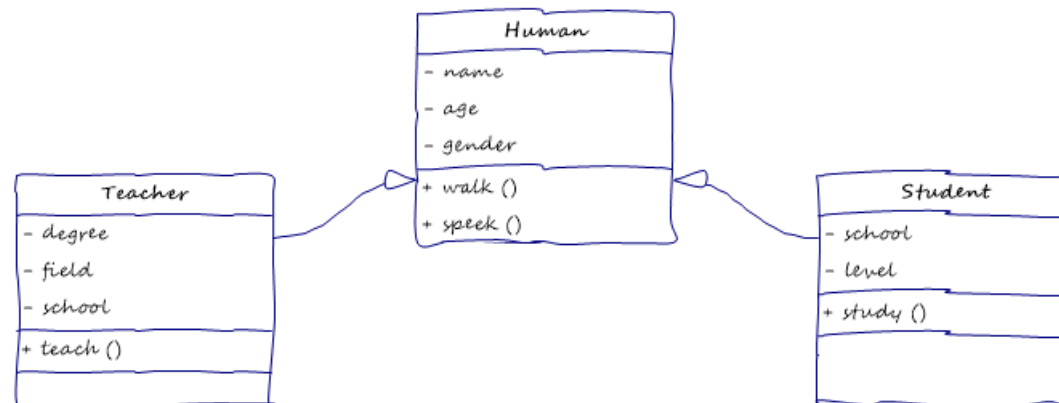 Human
- name
- age
- gender
+ walk ()
+ speek ()
Teacher
- degree
- field
- school
+ teach ()
Student
- school
- level
+ study ()